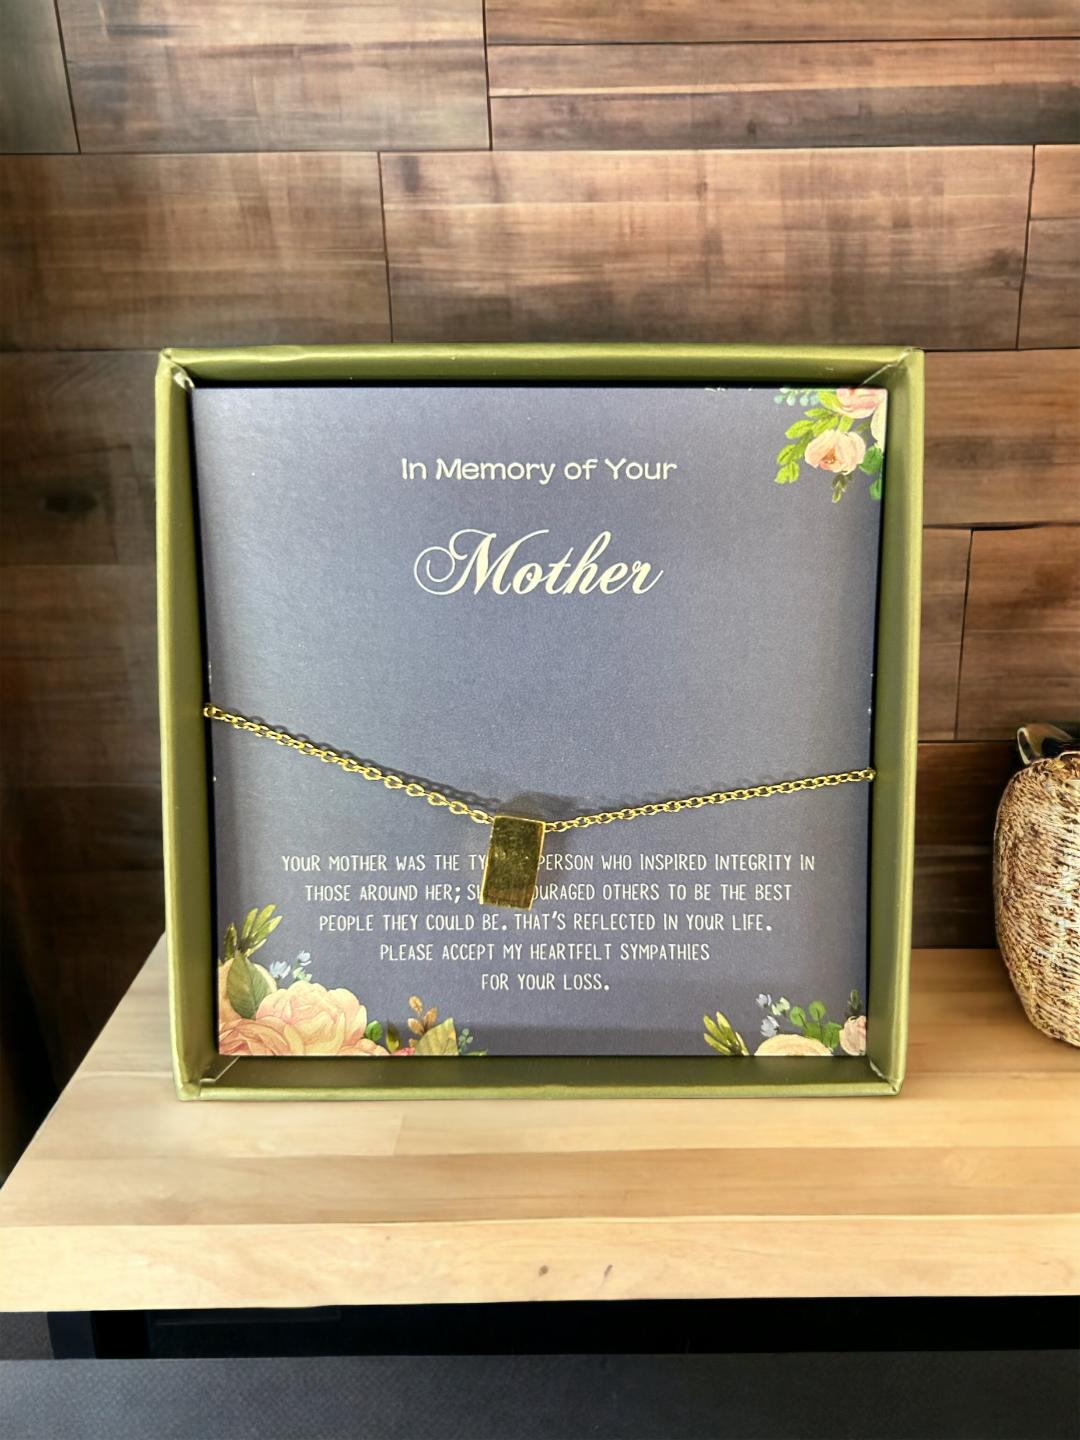 In Memory of Your
Mother
YOUR MOTHER WAS THE PERSON WHO INSPIRED INTEGRITY IN
THOSE AROUND HER; OTHERS TO BE THE BEST
PEOPLE THEY COULD BE. THAT'S REFLECTED IN YOUR LIFE.
PLEASE ACCEPT MY HEARTFELT SYMPATHIES
FOR YOUR LOSS.